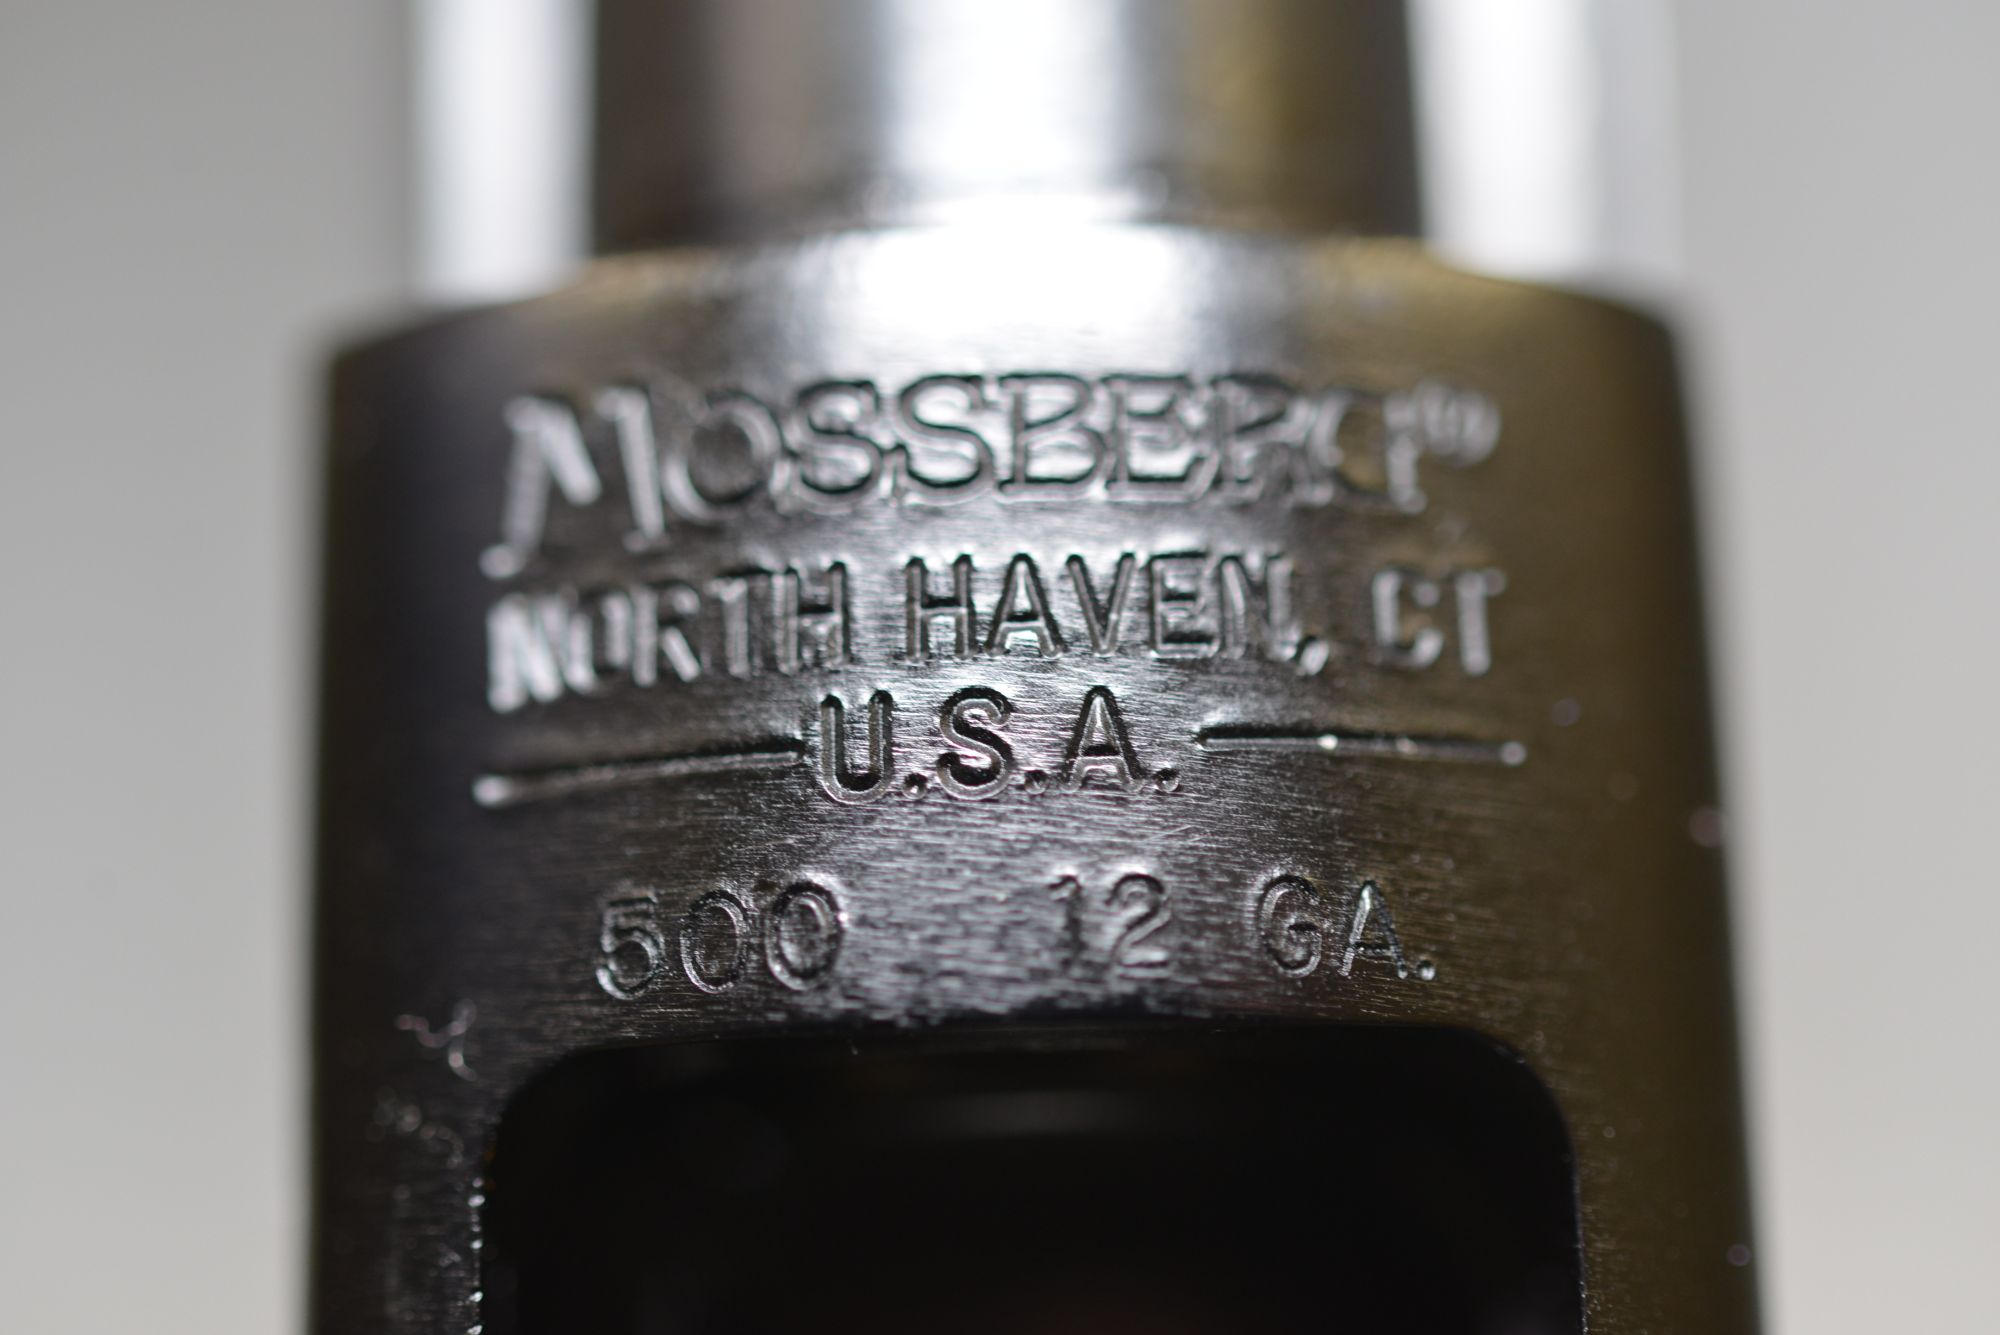 MOSSBERG®
NORTH HAVEN, CT
U.S.A.
500 12 GA.